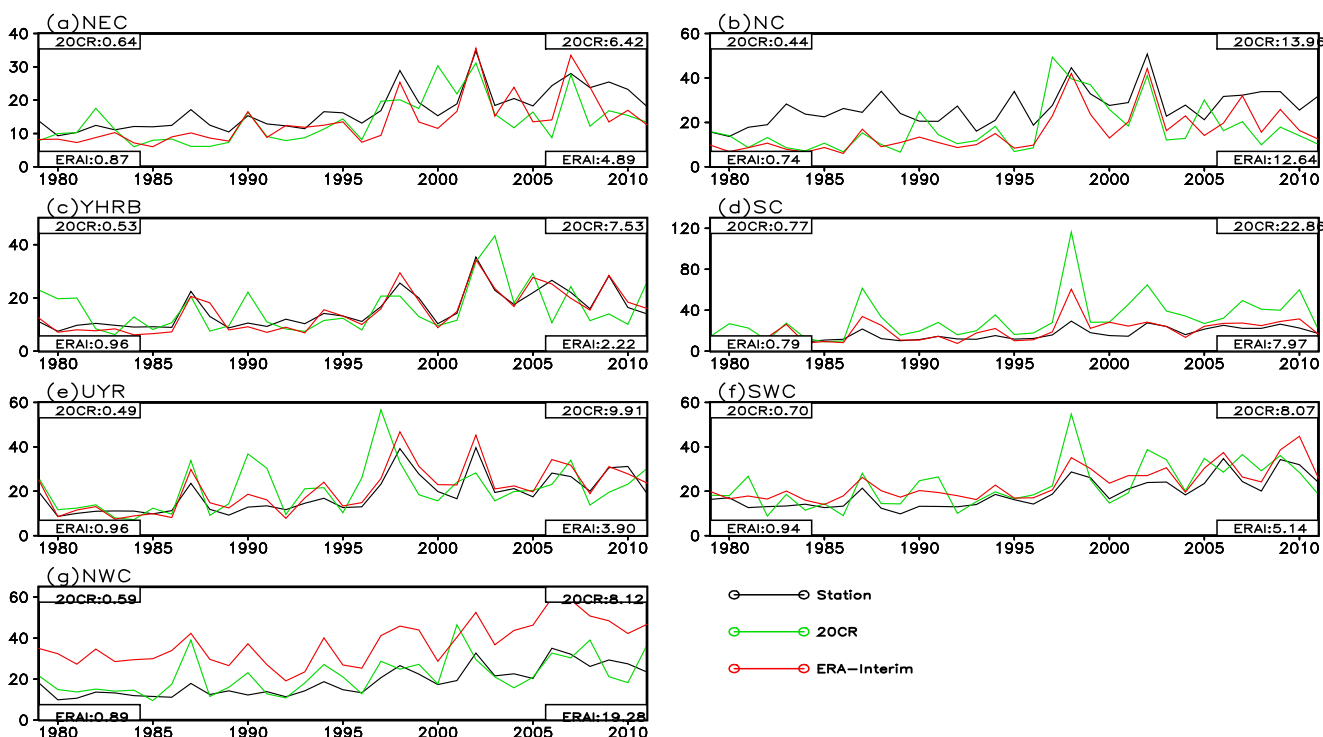 (a)NEC
20CR:0.64 20CR:6.42
40
30
20
10
0
ERAI:0.87 ERAI:4.89
1980 1985 1990 1995 2000 2005 2010
(b)NC
20CR:0.44 20CR:13.96
60
40
20
0
ERAI:0.74 ERAI:12.64
1980 1985 1990 1995 2000 2005 2010
(c)YHRB
20CR:0.53 20CR:7.53
40
20
0
ERAI:0.96 ERAI:2.22
1980 1985 1990 1995 2000 2005 2010
(d)SC
20CR:0.77 20CR:22.86
120
80
40
0
ERAI:0.79 ERAI:7.97
1980 1985 1990 1995 2000 2005 2010
(e)UYR
20CR:0.49 20CR:9.91
60
40
20
0
ERAI:0.96 ERAI:3.90
1980 1985 1990 1995 2000 2005 2010
(f)SWC
20CR:0.70 20CR:8.07
60
40
20
0
ERAI:0.94 ERAI:5.14
1980 1985 1990 1995 2000 2005 2010
(g)NWC
20CR:0.59 20CR:8.12
60
40
20
0
ERAI:0.89 ERAI:19.28
1980 1985 1990 1995 2000 2005 2010
Station
20CR
ERA-Interim